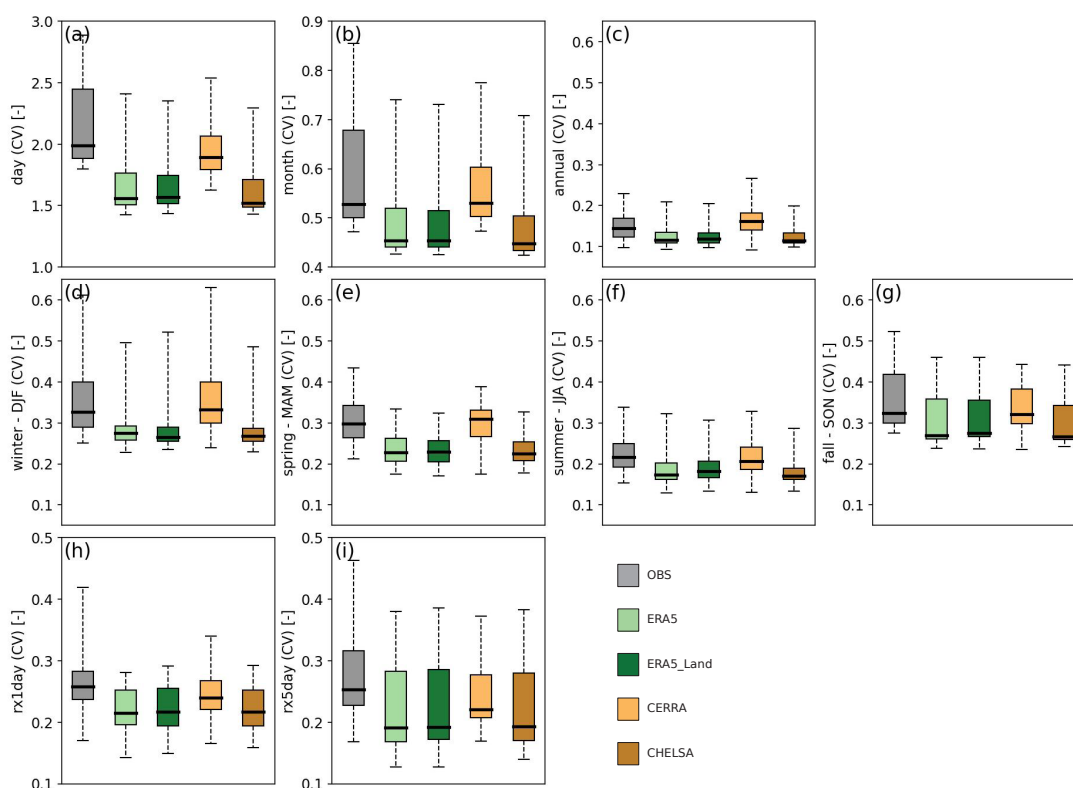 (a)
3.0
2.5
2.0
1.5
1.0
day (CV) [-]
(b)
0.9
0.8
0.7
0.6
0.5
0.4
month (CV) [-]
(c)
0.6
0.5
0.4
0.3
0.2
0.1
annual (CV) [-]
(d)
0.6
0.5
0.4
0.3
0.2
0.1
winter - DJF (CV) [-]
(e)
0.6
0.5
0.4
0.3
0.2
0.1
spring - MAM (CV) [-]
(f)
0.6
0.5
0.4
0.3
0.2
0.1
summer - JJA (CV) [-]
(g)
0.6
0.5
0.4
0.3
0.2
0.1
fall - SON (CV) [-]
(h)
0.5
0.4
0.3
0.2
0.1
rx1day (CV) [-]
(i)
0.5
0.4
0.3
0.2
0.1
rx5day (CV) [-]
OBS
ERA5
ERA5_Land
CERRA
CHELSA